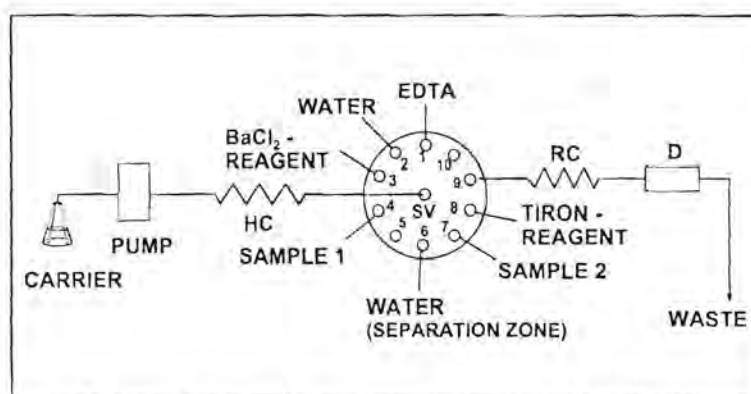 EDTA
WATER
BaCl₂ -
REAGENT
1
2
3
4
5
6
7
8
9
10
SV
RC
D
HC
PUMP
CARRIER
SAMPLE 1
TIRON -
REAGENT
SAMPLE 2
WATER
(SEPARATION ZONE)
WASTE